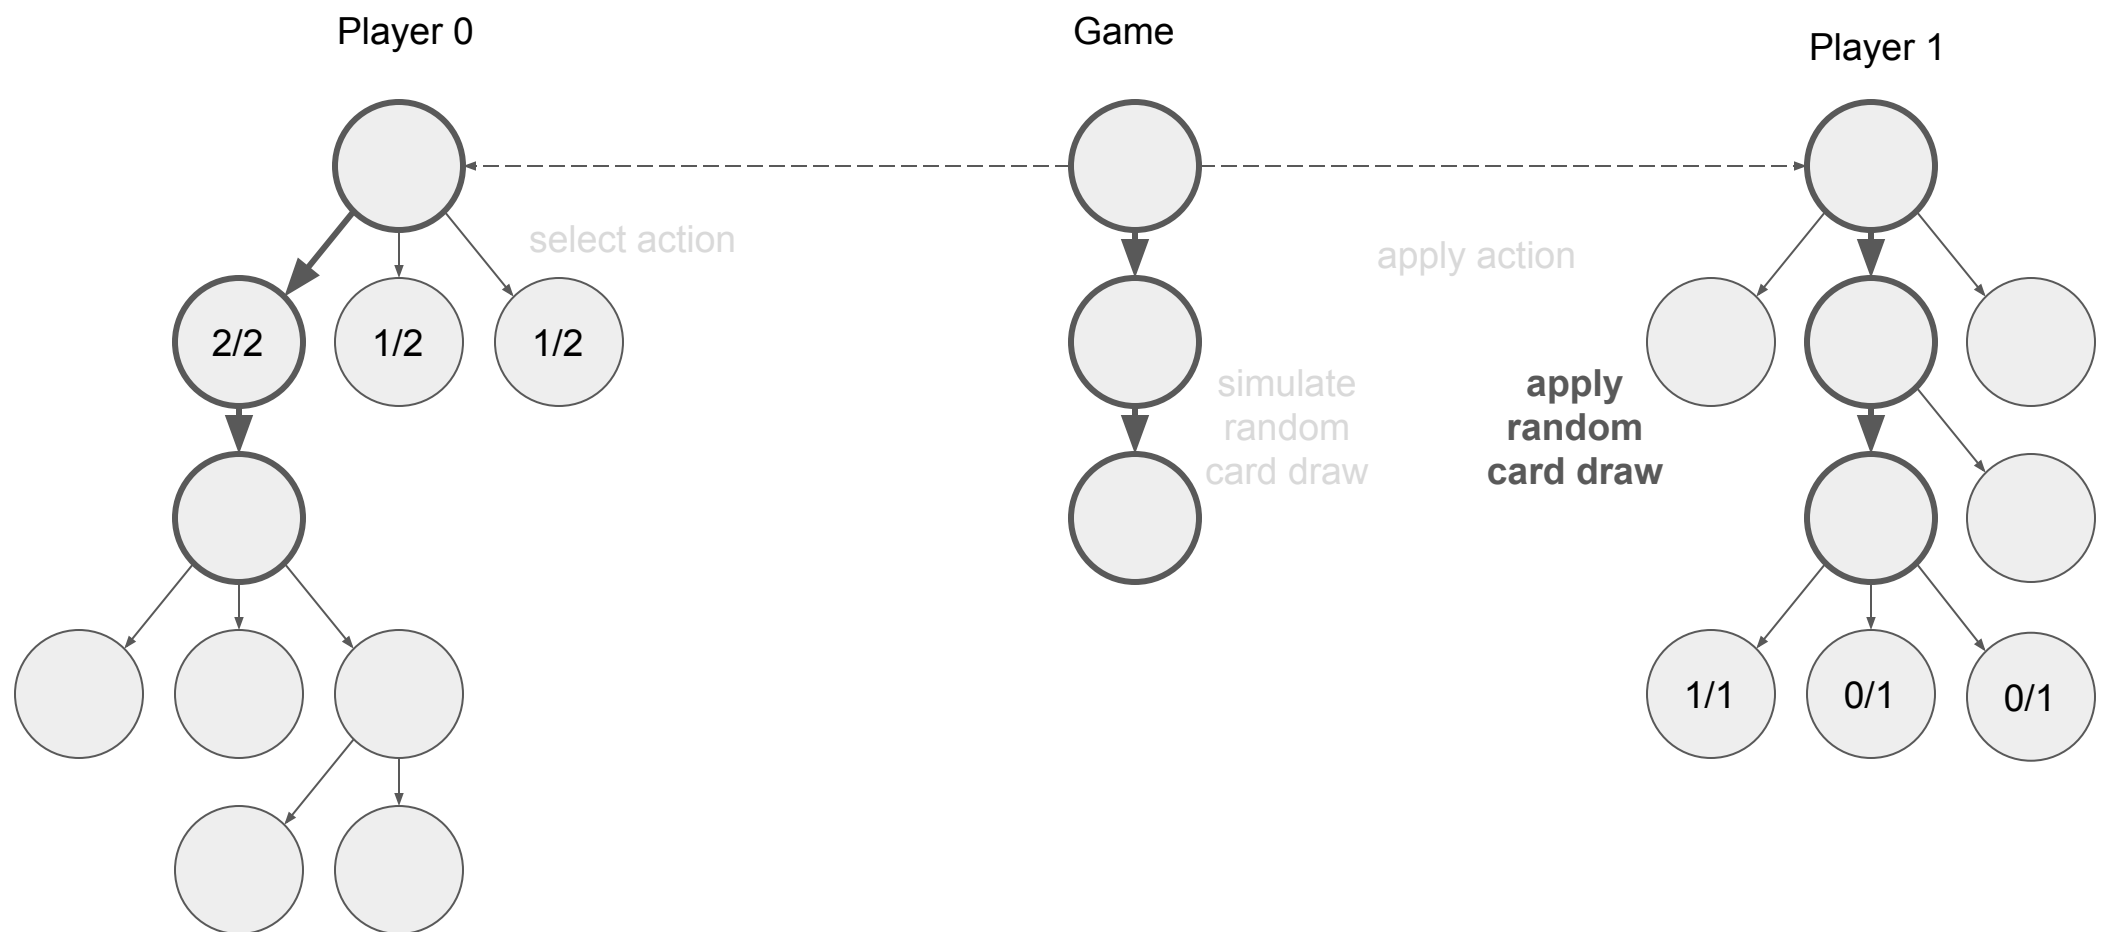 Player 0
Game
Player 1
select action
apply action
2/2
1/2
1/2
simulate
random
card draw
apply
random
card draw
1/1
0/1
0/1